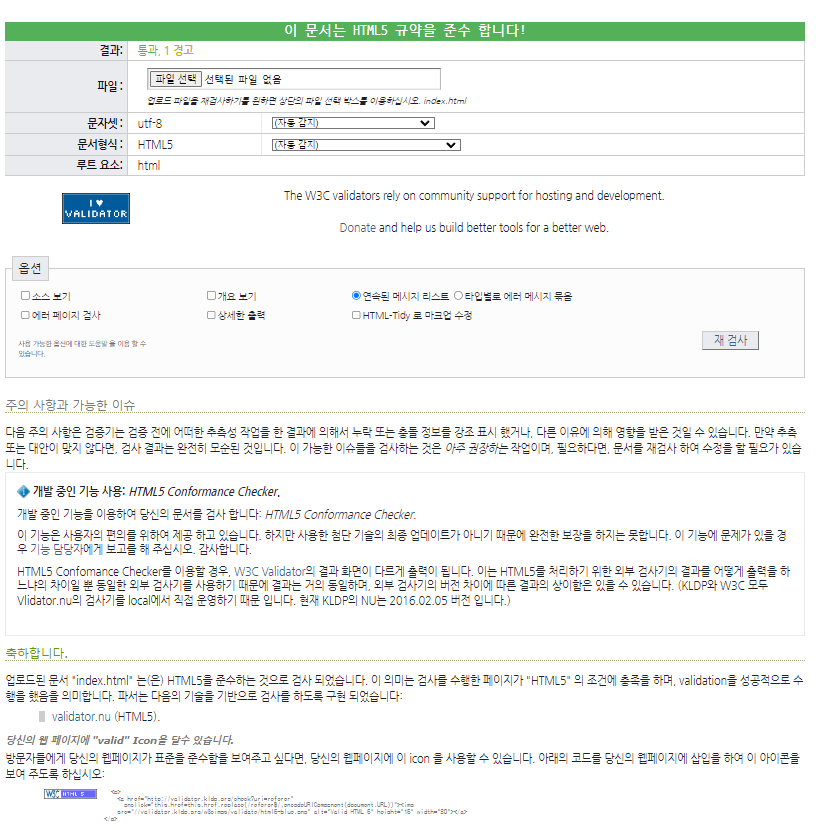 이 문서는 HTML5 규약을 준수 합니다!
결과: 통과, 1 경고
파일 : 파일 선택 선택된 파일 없음
업로드 파일을 재검사하기를 원하면 상단의 파일 선택 박스를 이용하십시오. index.html
문자셋 : utf-8 (자동 감지)
문서형식 : HTML5 (자동 감지)
루트 요소: html
I ♥ VALIDATOR
The W3C validators rely on community support for hosting and development.
Donate and help us build better tools for a better web.
옵션
소스 보기 개요 보기 연속된 메시지 리스트 타입별로 에러 메시지 묶음
에러 페이지 검사 상세한 출력 HTML-Tidy 로 마크업 수정
사용 가능한 옵션에 대한 도움말 을 이용 할 수
있습니다.
재 검사
주의 사항과 가능한 이슈
다음 주의 사항은 검증기는 검증 전에 어떠한 추측성 작업을 한 결과에 의해서 누락 또는 충돌 정보를 강조 표시 했거나, 다른 이유에 의해 영향을 받은 것일 수 있습니다. 만약 추측
또는 대안이 맞지 않다면, 검사 결과는 완전히 모순된 것입니다. 이 가능한 이슈들을 검사하는 것은 아주 권장하는 작업이며, 필요하다면, 문서를 재검사 하여 수정을 할 필요가 있습
니다.
개발 중인 기능 사용: HTML5 Conformance Checker.
개발 중인 기능을 이용하여 당신의 문서를 검사 합니다: HTML5 Conformance Checker.
이 기능은 사용자의 편의를 위하여 제공 하고 있습니다. 하지만 사용한 첨단 기술의 최종 업데이트가 아니기 때문에 완전한 보장을 하지는 못합니다. 이 기능에 문제가 있을 경
우 기능 담당자에게 보고를 해 주십시오. 감사합니다.
HTML5 Confomance Checker를 이용할 경우, W3C Validator의 결과 화면이 다르게 출력이 됩니다. 이는 HTML5를 처리하기 위한 외부 검사기의 결과를 어떻게 출력을 하
느냐의 차이일 뿐 동일한 외부 검사기를 사용하기 때문에 결과는 거의 동일하며, 외부 검사기의 버전 차이에 따른 결과의 상이함은 있을 수 있습니다. (KLDP와 W3C 모두
Vlidator.nu의 검사기를 local에서 직접 운영하기 때문 입니다. 현재 KLDP의 NU는 2016.02.05 버전 입니다.)
축하합니다.
업로드된 문서 "index.html" 는(은) HTML5을 준수하는 것으로 검사 되었습니다. 이 의미는 검사를 수행한 페이지가 "HTML5" 의 조건에 충족을 하며, validation을 성공적으로 수
행을 했음을 의미합니다. 파서는 다음의 기술을 기반으로 검사를 하도록 구현 되었습니다:
validator.nu (HTML5).
당신의 웹 페이지에 "valid" Icon을 달수 있습니다.
방문자들에게 당신의 웹페이지가 표준을 준수함을 보여주고 싶다면, 당신의 웹페이지에 이 icon 을 사용할 수 있습니다. 아래의 코드를 당신의 웹페이지에 삽입을 하여 이 아이콘을
보여 주도록 하십시오:
W3C HTML 5
<p>
<a href="http://validator.kldp.org/check?uri=referer"
onclick="this.href=this.href.replace(/referer$/,encodeURIComponent(document.URL))"><img
src="//validator.kldp.org/w3cimgs/validate/html5-blue.png" alt="Valid HTML 5" height="15" width="80"></a>
</p>